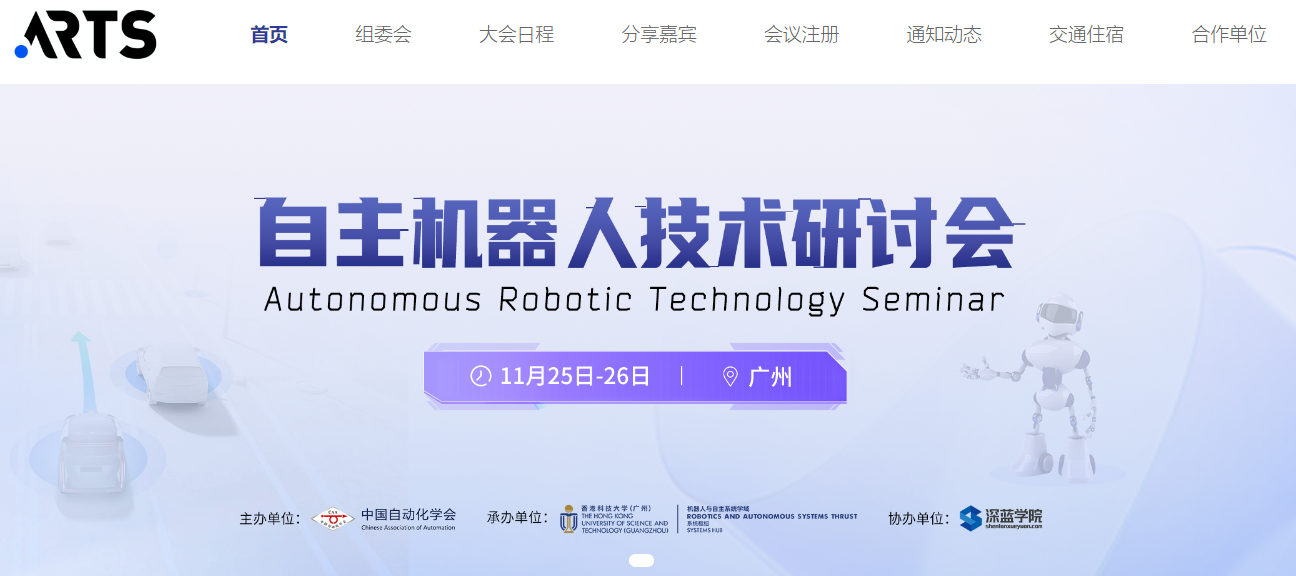 ARTS
首页 组委会 大会日程 分享嘉宾 会议注册 通知动态 交通住宿 合作单位
自主机器人技术研讨会
Autonomous Robotic Technology Seminar
11月25日-26日 | 广州
主办单位：
中国自动化学会
Chinese Association of Automation
承办单位：
香港科技大学(广州)
THE HONG KONG
UNIVERSITY OF SCIENCE AND
TECHNOLOGY (GUANGZHOU)
机器人与自主系统学域
ROBOTICS AND AUTONOMOUS SYSTEMS THRUST
系统枢纽
SYSTEMS HUB
协办单位：
深蓝学院
shenlanxueyuan.com